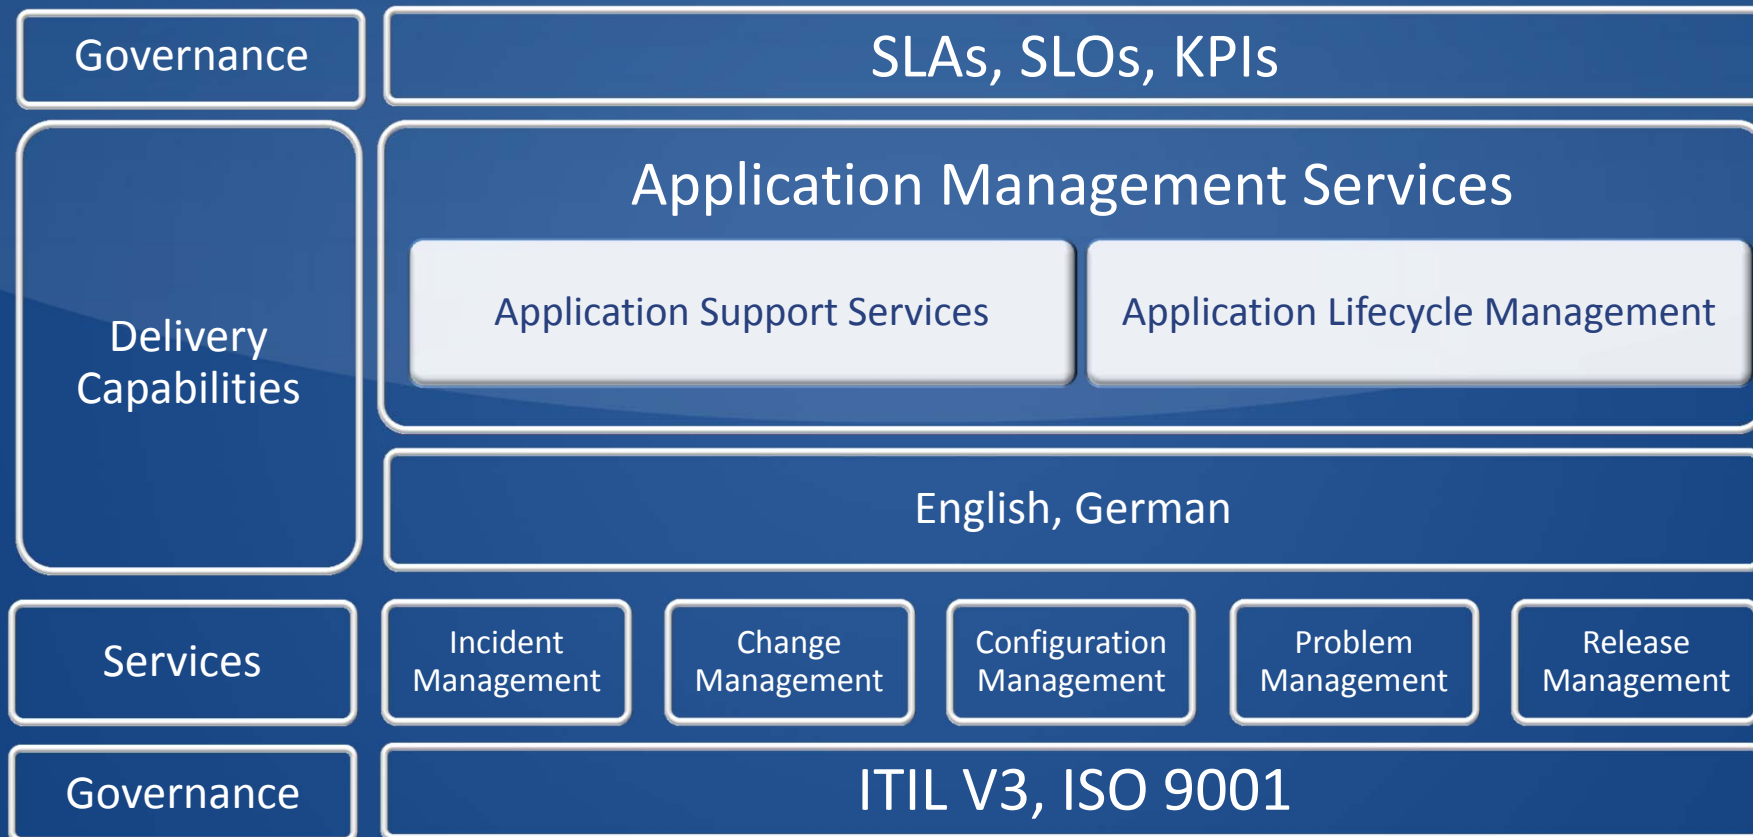 Governance
SLAs, SLOs, KPIs
Delivery
Capabilities
Application Management Services
Application Support Services
Application Lifecycle Management
English, German
Services
Incident
Management
Change
Management
Configuration
Management
Problem
Management
Release
Management
Governance
ITIL V3, ISO 9001